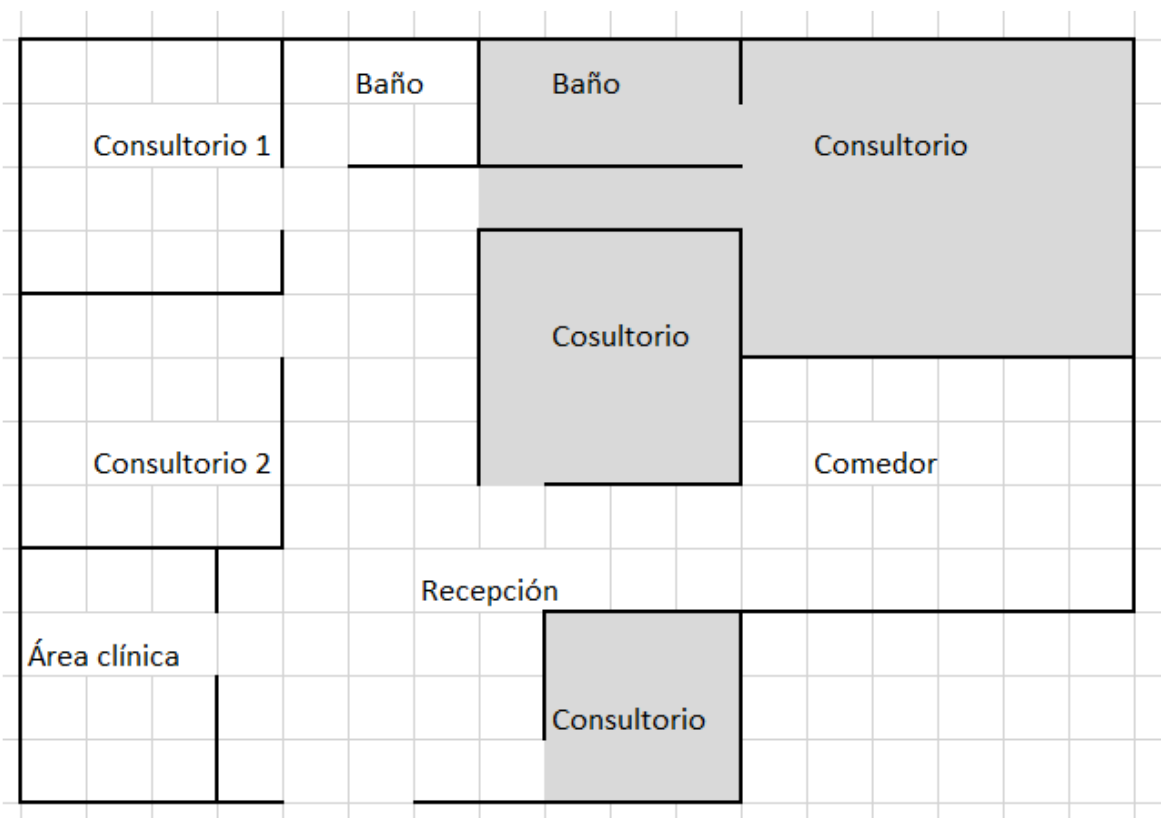 Baño
Baño
Consultorio 1
Consultorio
Cosultorio
Consultorio 2
Comedor
Recepción
Área clínica
Consultorio